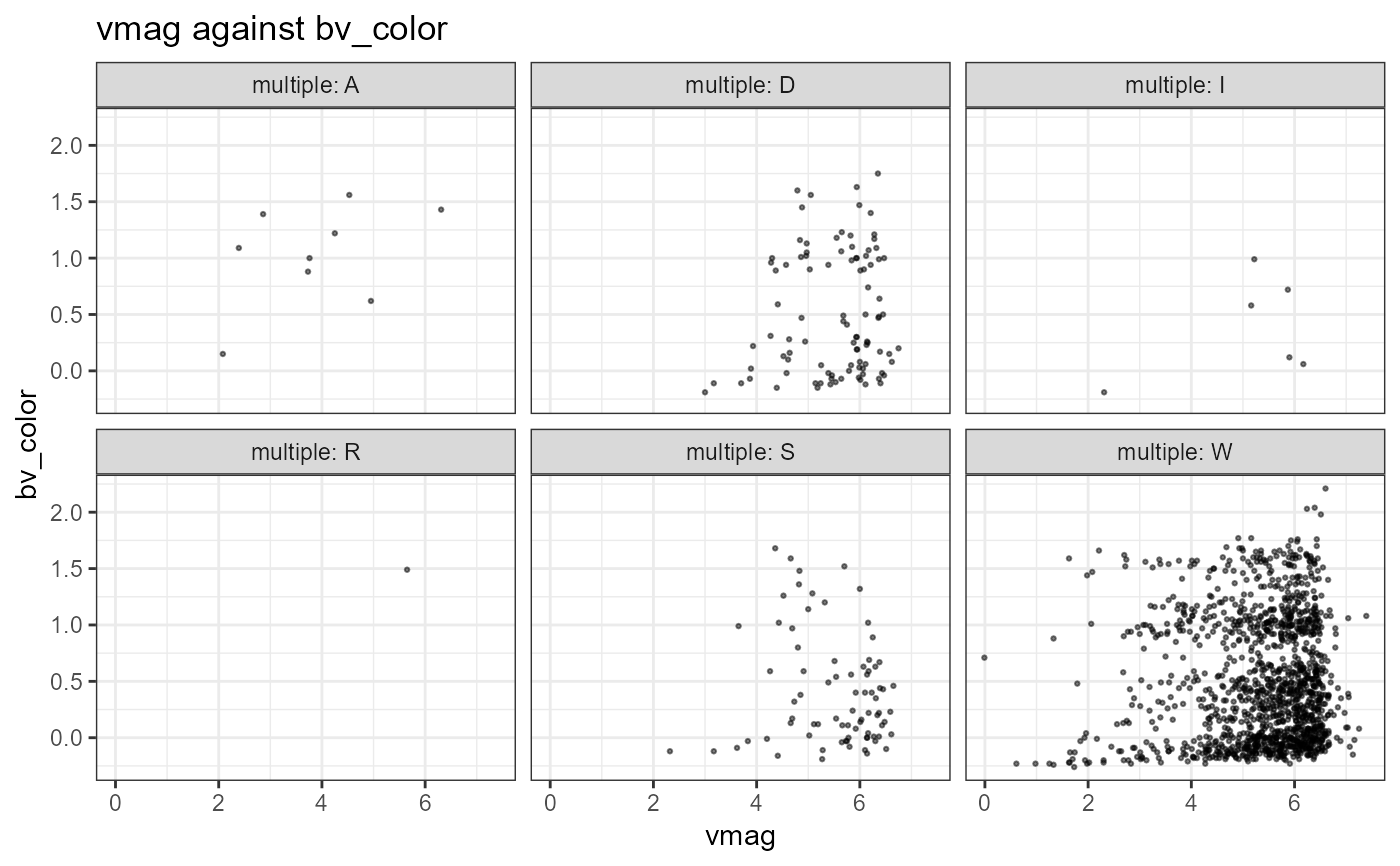 vmag against bv_color
multiple: A
multiple: D
multiple: I
2.0
1.5
1.0
0.5
0.0
multiple: R
multiple: S
multiple: W
2.0
1.5
1.0
0.5
0.0
bv_color
0 2 4 6
0 2 4 6
0 2 4 6
vmag